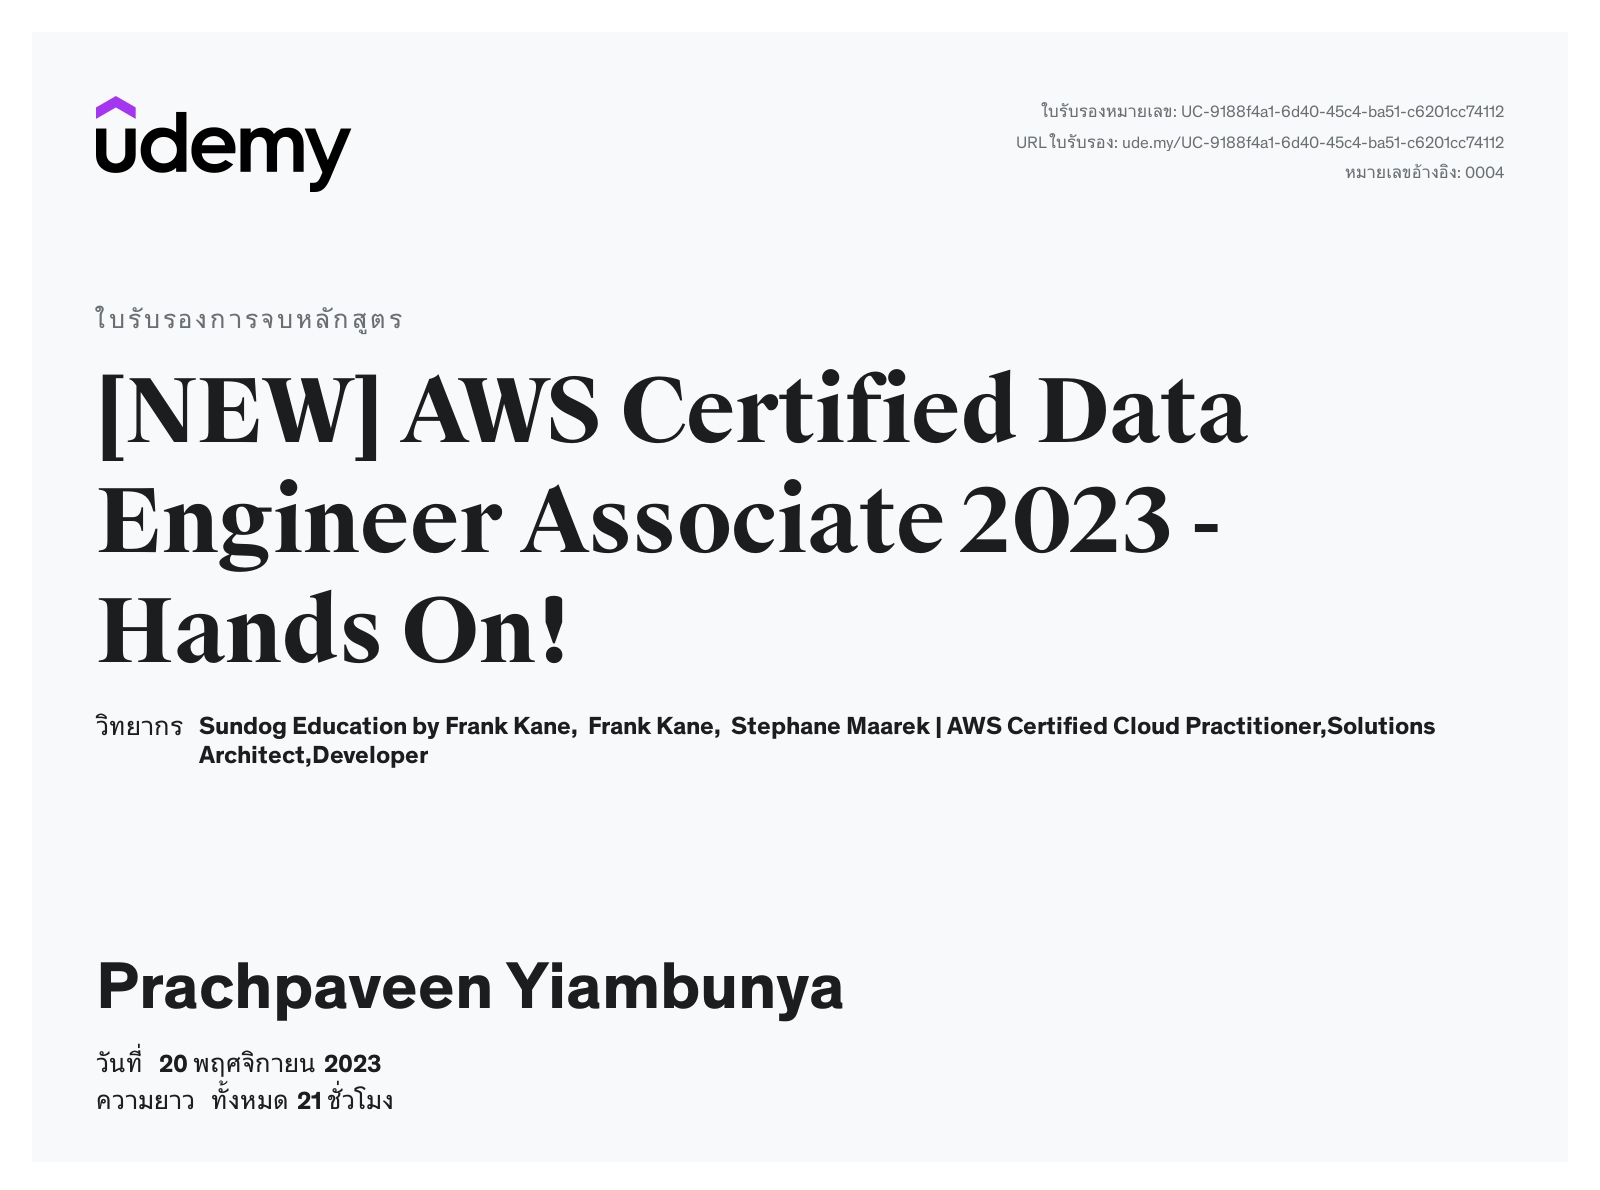 udemy
ใบรับรองหมายเลข: UC-9188f4a1-6d40-45c4-ba51-c6201cc74112
URL ใบรับรอง: ude.my/UC-9188f4a1-6d40-45c4-ba51-c6201cc74112
หมายเลขอ้างอิง: 0004
ใบรับรองการจบหลักสูตร
[NEW] AWS Certified Data
Engineer Associate 2023 -
Hands On!
วิทยากร Sundog Education by Frank Kane, Frank Kane, Stephane Maarek | AWS Certified Cloud Practitioner,Solutions
Architect,Developer
Prachpaveen Yiambunya
วันที่ 20 พฤศจิกายน 2023
ความยาว ทั้งหมด 21 ชั่วโมง